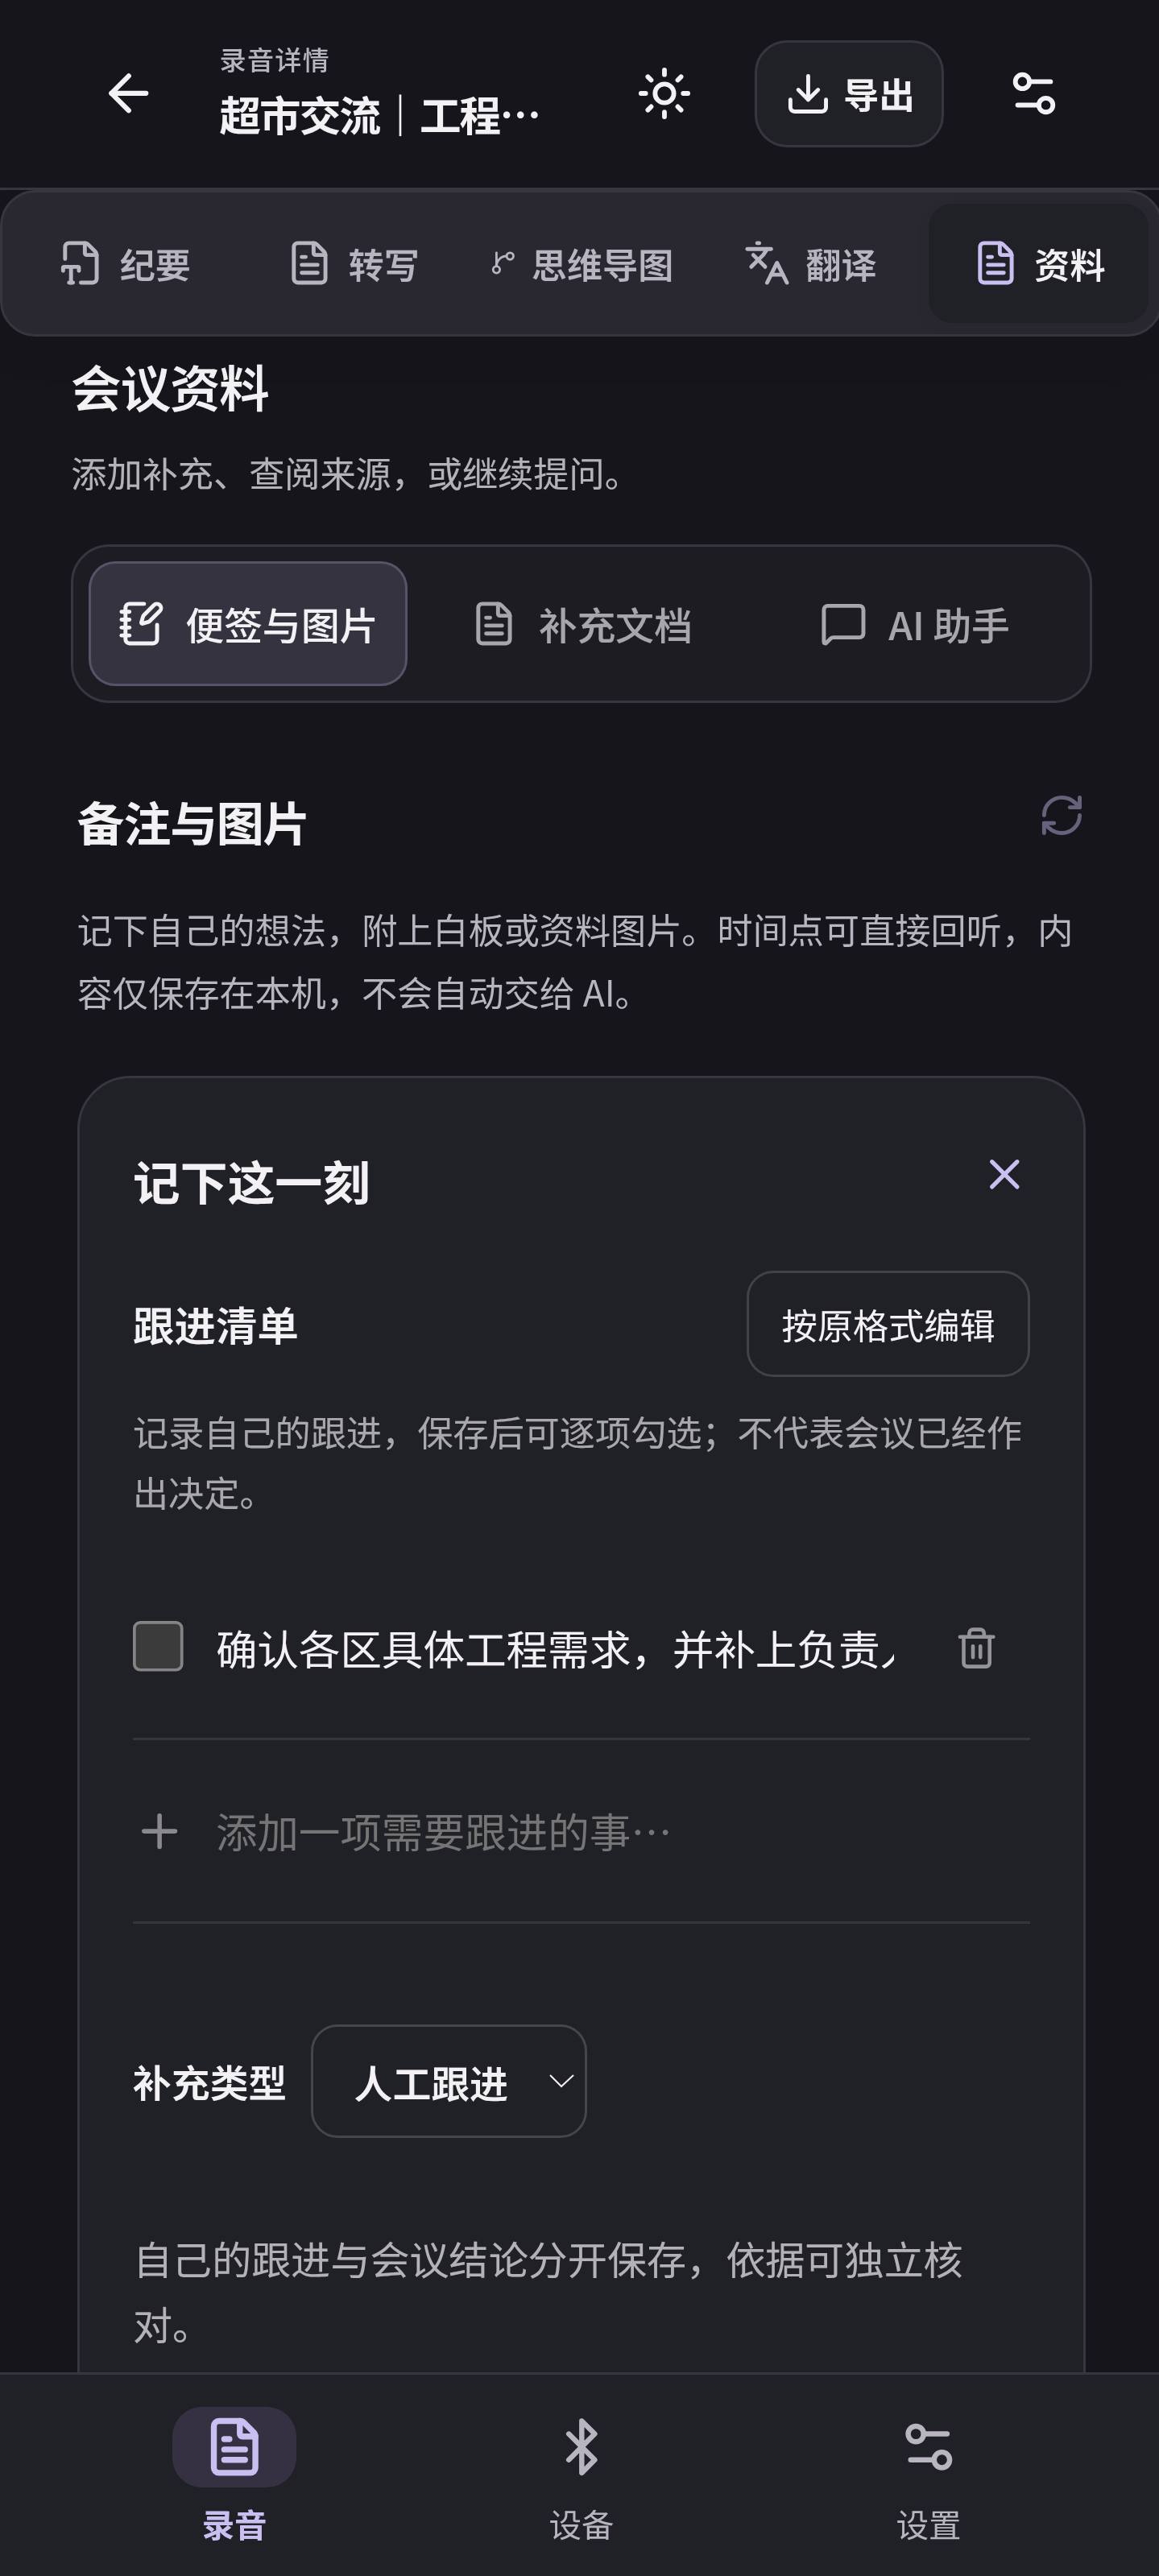 录音详情
超市交流｜工程…
导出
纪要
转写
思维导图
翻译
资料
会议资料
添加补充、查阅来源，或继续提问。
便签与图片
补充文档
AI 助手
备注与图片
记下自己的想法，附上白板或资料图片。时间点可直接回听，内
容仅保存在本机，不会自动交给 AI。
记下这一刻
跟进清单
按原格式编辑
记录自己的跟进，保存后可逐项勾选；不代表会议已经作
出决定。
确认各区具体工程需求，并补上负责
添加一项需要跟进的事…
补充类型
人工跟进
自己的跟进与会议结论分开保存，依据可独立核
对。
录音
设备
设置